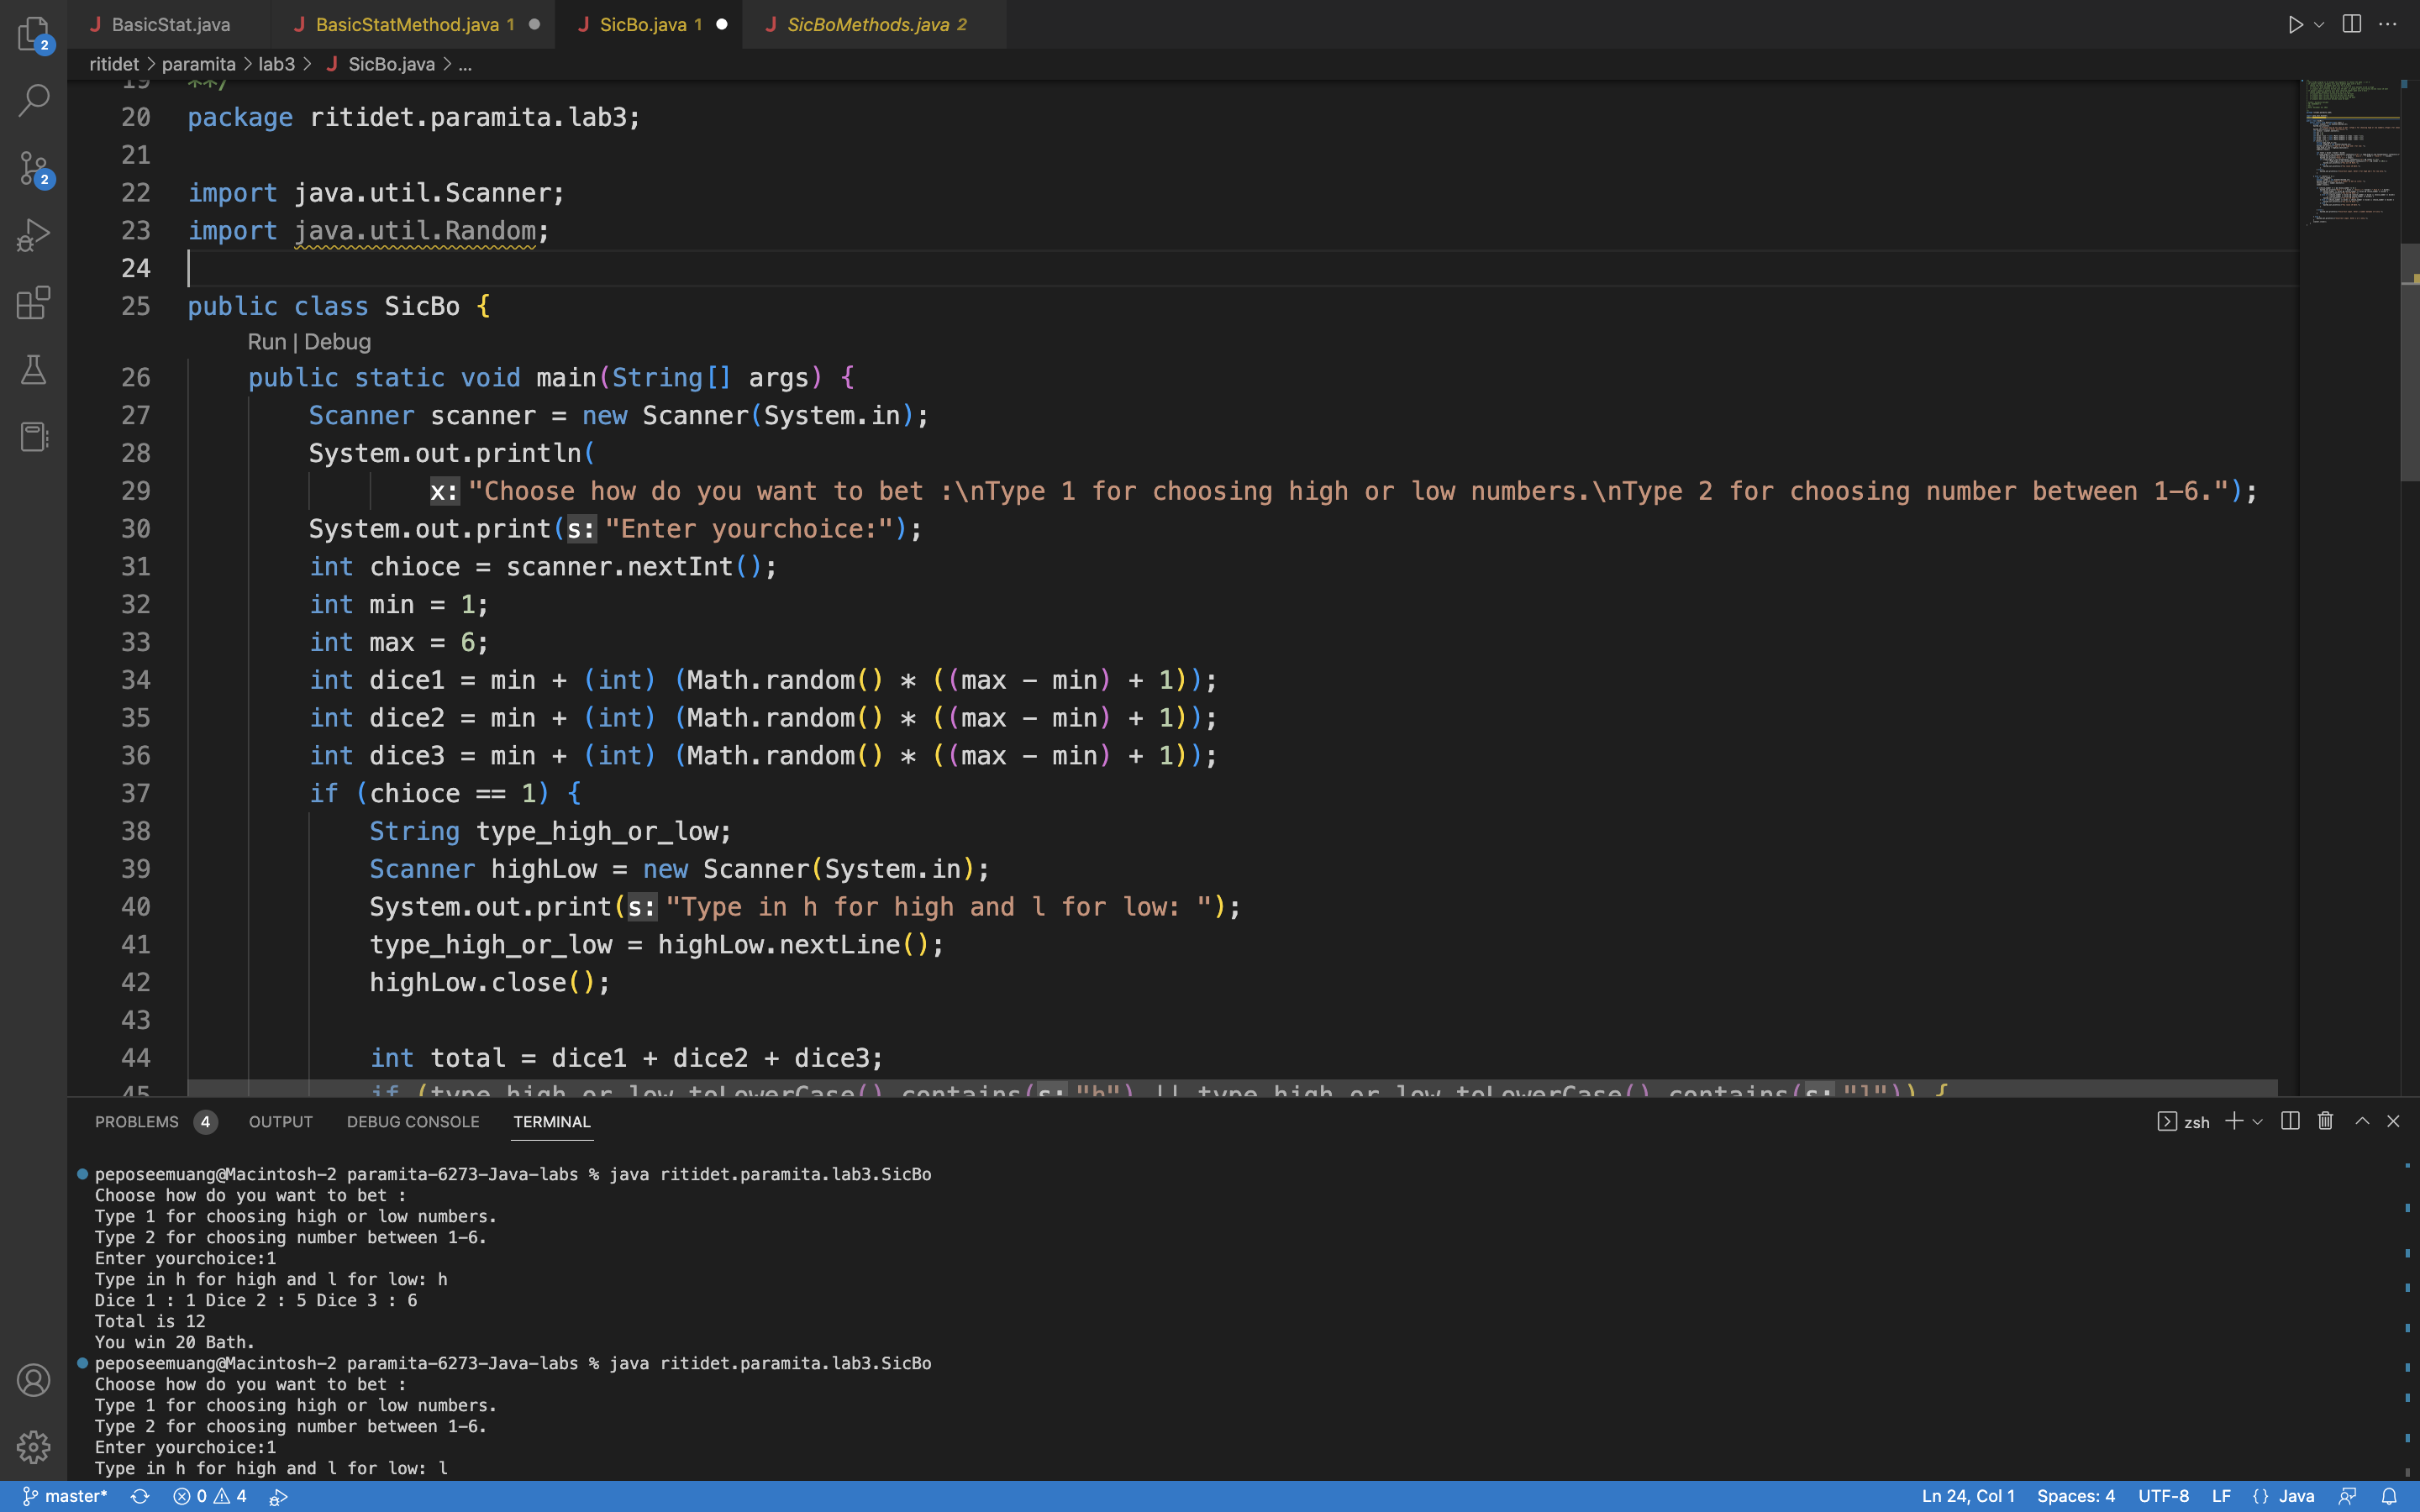 BasicStat.java
BasicStatMethod.java 1
SicBo.java 1
SicBoMethods.java 2
ritidet > paramita > lab3 > SicBo.java > ...
19 **/
20 package ritidet.paramita.lab3;
21
22 import java.util.Scanner;
23 import java.util.Random;
24
25 public class SicBo {
Run | Debug
26 public static void main(String[] args) {
27 Scanner scanner = new Scanner(System.in);
28 System.out.println(
29 x: "Choose how do you want to bet :\nType 1 for choosing high or low numbers.\nType 2 for choosing number between 1-6.");
30 System.out.print(s: "Enter yourchoice:");
31 int chioce = scanner.nextInt();
32 int min = 1;
33 int max = 6;
34 int dice1 = min + (int) (Math.random() * ((max - min) + 1));
35 int dice2 = min + (int) (Math.random() * ((max - min) + 1));
36 int dice3 = min + (int) (Math.random() * ((max - min) + 1));
37 if (chioce == 1) {
38 String type_high_or_low;
39 Scanner highLow = new Scanner(System.in);
40 System.out.print(s: "Type in h for high and l for low: ");
41 type_high_or_low = highLow.nextLine();
42 highLow.close();
43
44 int total = dice1 + dice2 + dice3;
45 if (type_high_or_low.toLowerCase().contains(s: "h") || type_high_or_low.toLowerCase().contains(s: "l")) {
PROBLEMS 4 OUTPUT DEBUG CONSOLE TERMINAL zsh
peposeemuang@Macintosh-2 paramita-6273-Java-labs % java ritidet.paramita.lab3.SicBo
Choose how do you want to bet :
Type 1 for choosing high or low numbers.
Type 2 for choosing number between 1-6.
Enter yourchoice:1
Type in h for high and l for low: h
Dice 1 : 1 Dice 2 : 5 Dice 3 : 6
Total is 12
You win 20 Bath.
peposeemuang@Macintosh-2 paramita-6273-Java-labs % java ritidet.paramita.lab3.SicBo
Choose how do you want to bet :
Type 1 for choosing high or low numbers.
Type 2 for choosing number between 1-6.
Enter yourchoice:1
Type in h for high and l for low: l
2
2
master* 0 4 Ln 24, Col 1 Spaces: 4 UTF-8 LF {} Java